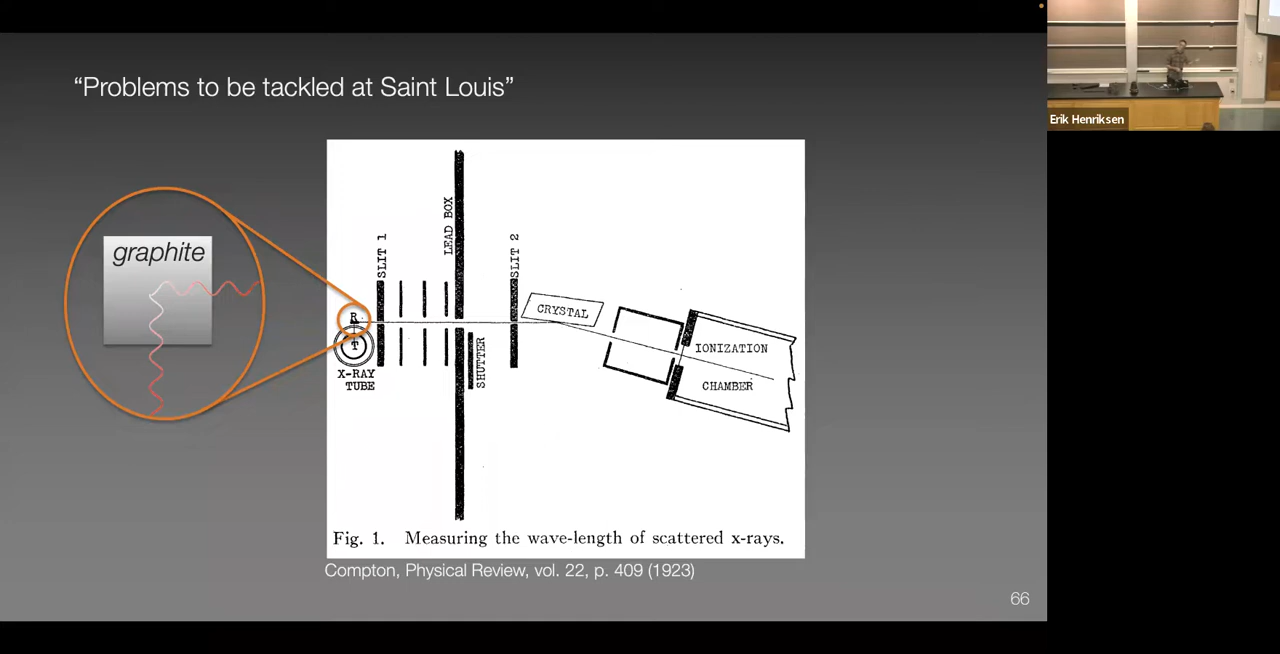 “Problems to be tackled at Saint Louis”
Erik Henriksen
graphite
SLIT 1
LEAD BOX
SLIT 2
R
T
X-RAY
TUBE
SHUTTER
CRYSTAL
IONIZATION
CHAMBER
Fig. 1. Measuring the wave-length of scattered x-rays.
Compton, Physical Review, vol. 22, p. 409 (1923)
66